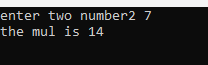 enter two number2 7
the mul is 14